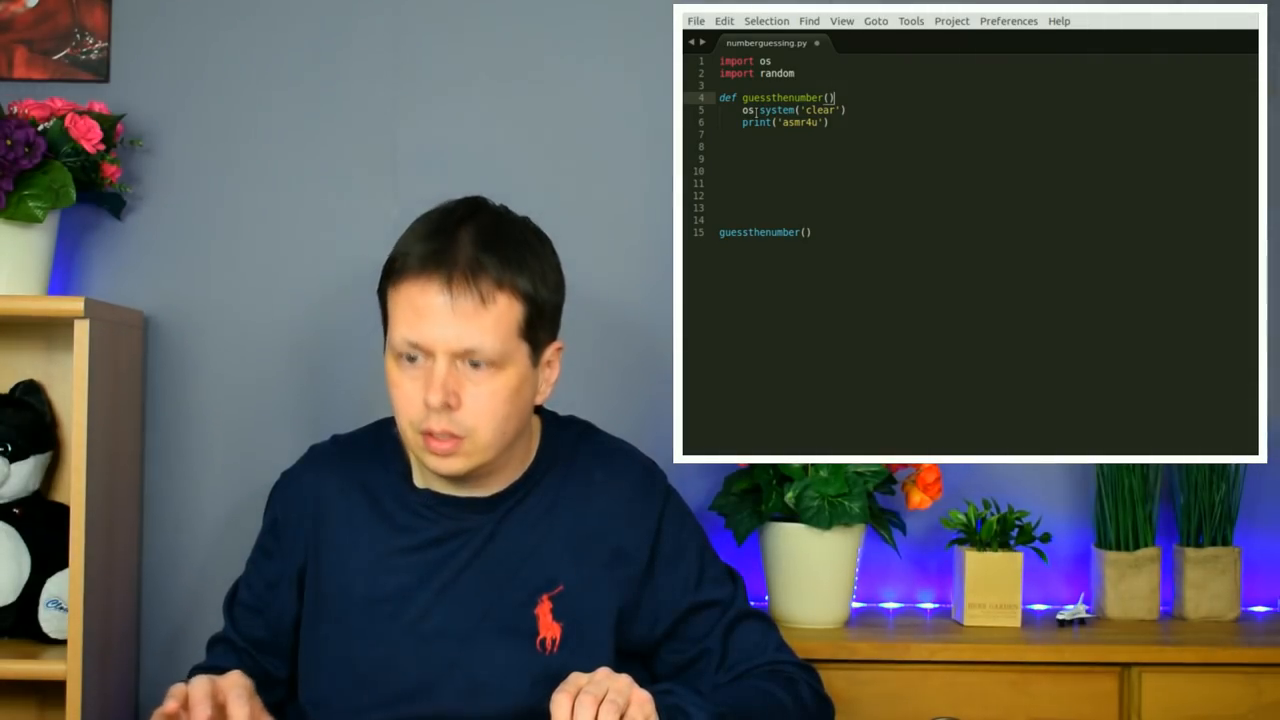 File Edit Selection Find View Goto Tools Project Preferences Help
numberguessing.py
1 import os
2 import random
3
4 def guessthenumber()
5 os.system('clear')
6 print('asmr4u')
7
8
9
10
11
12
13
14
15 guessthenumber()
HERB GARDEN